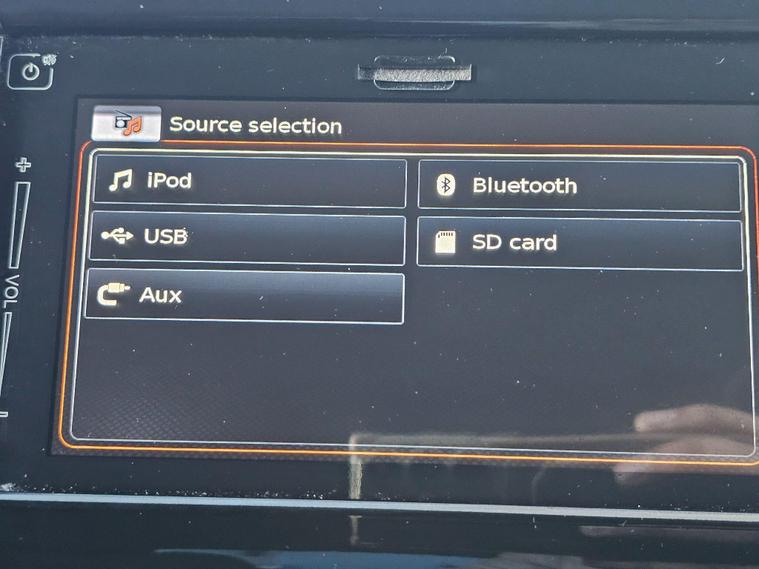 Source selection
iPod
Bluetooth
USB
SD card
Aux
+
VOL
-